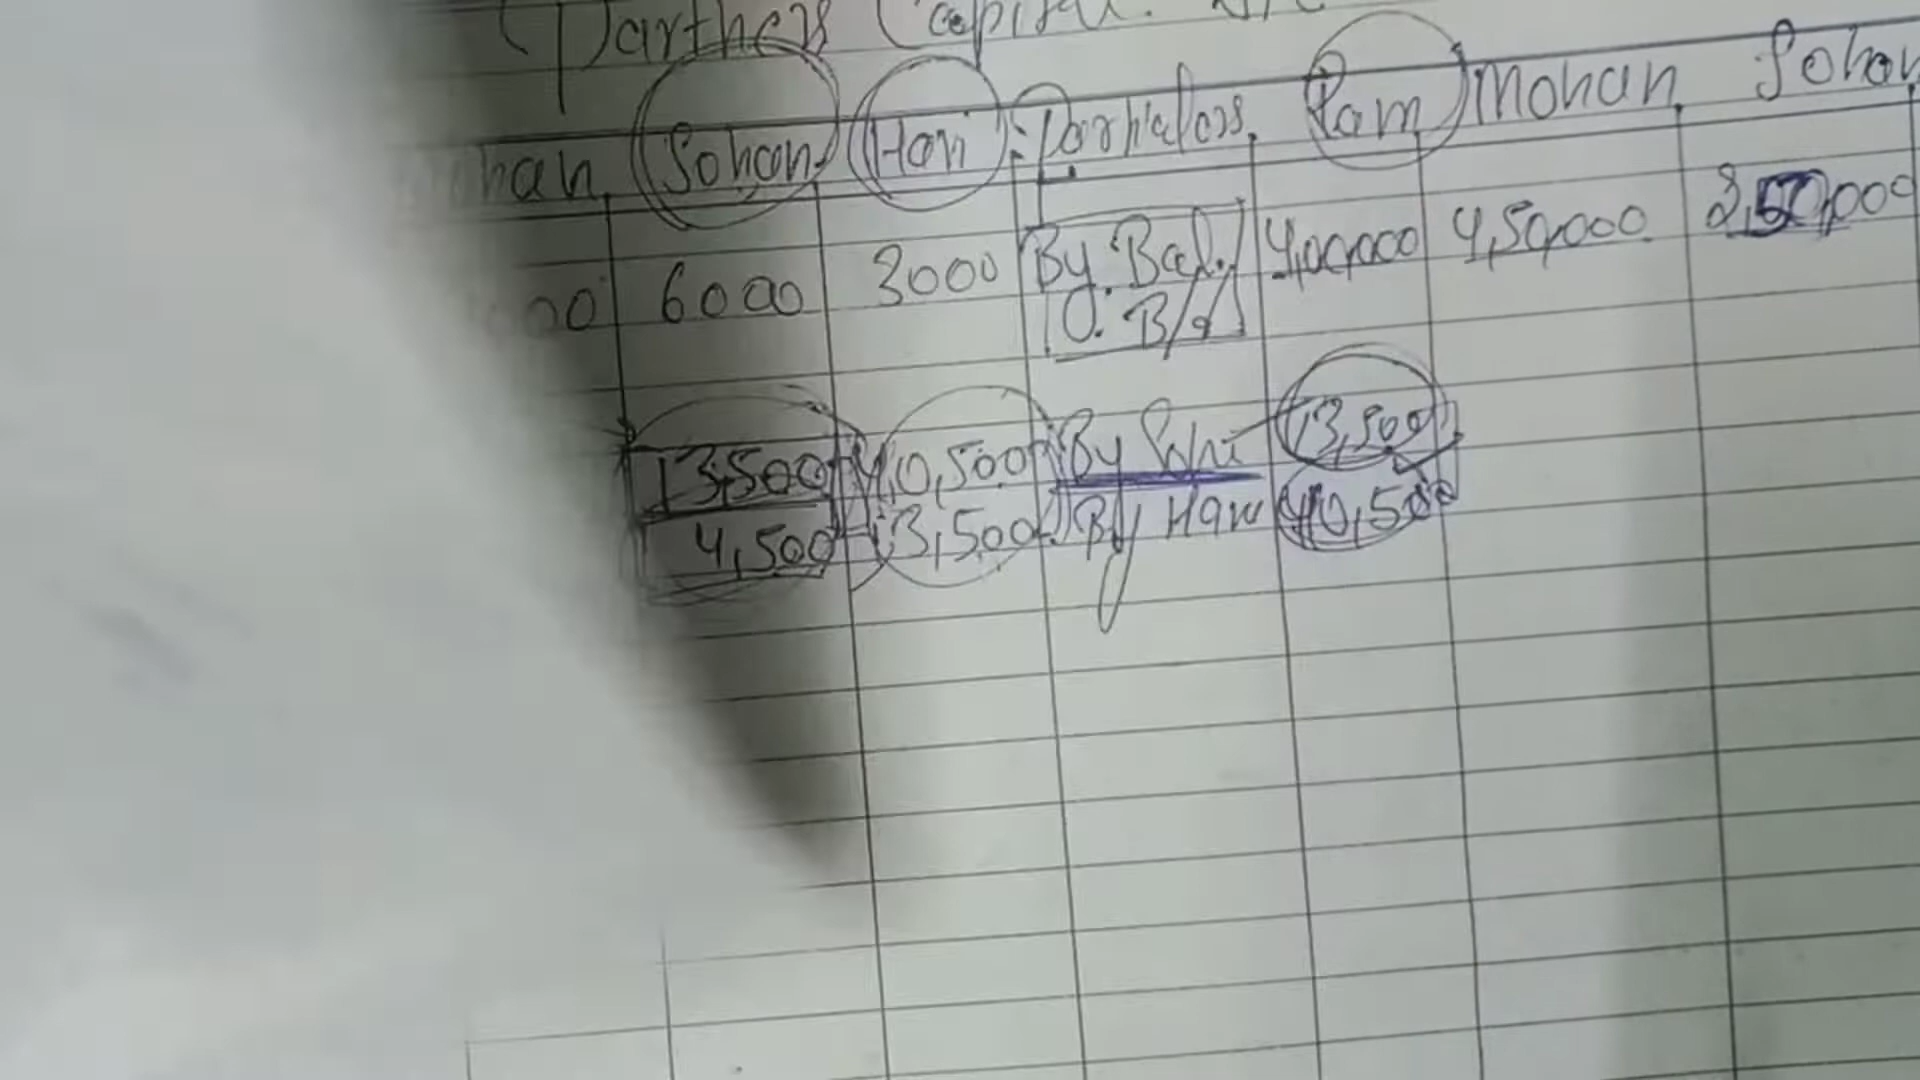 Partners Capital A/c
han Sohan Hari Particulars Ram Mohan Sohan
00 6000 3000 By Bal. 4,00,000 4,50,000 2,50,000
B/d
13,500 40,500 By 13,500
4,500 13,500 By Hari 40,500